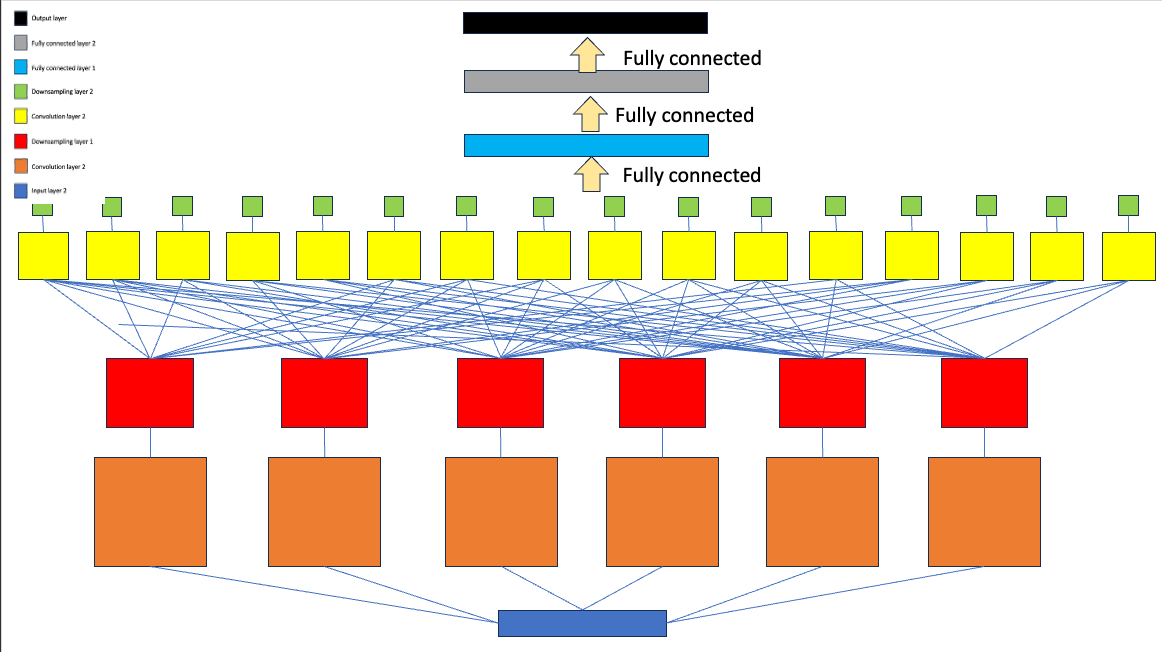 Output layer
Fully connected layer 2
Fully connected layer 1
Downsampling layer 2
Convolution layer 2
Downsampling layer 1
Convolution layer 2
Input layer 2
Fully connected
Fully connected
Fully connected